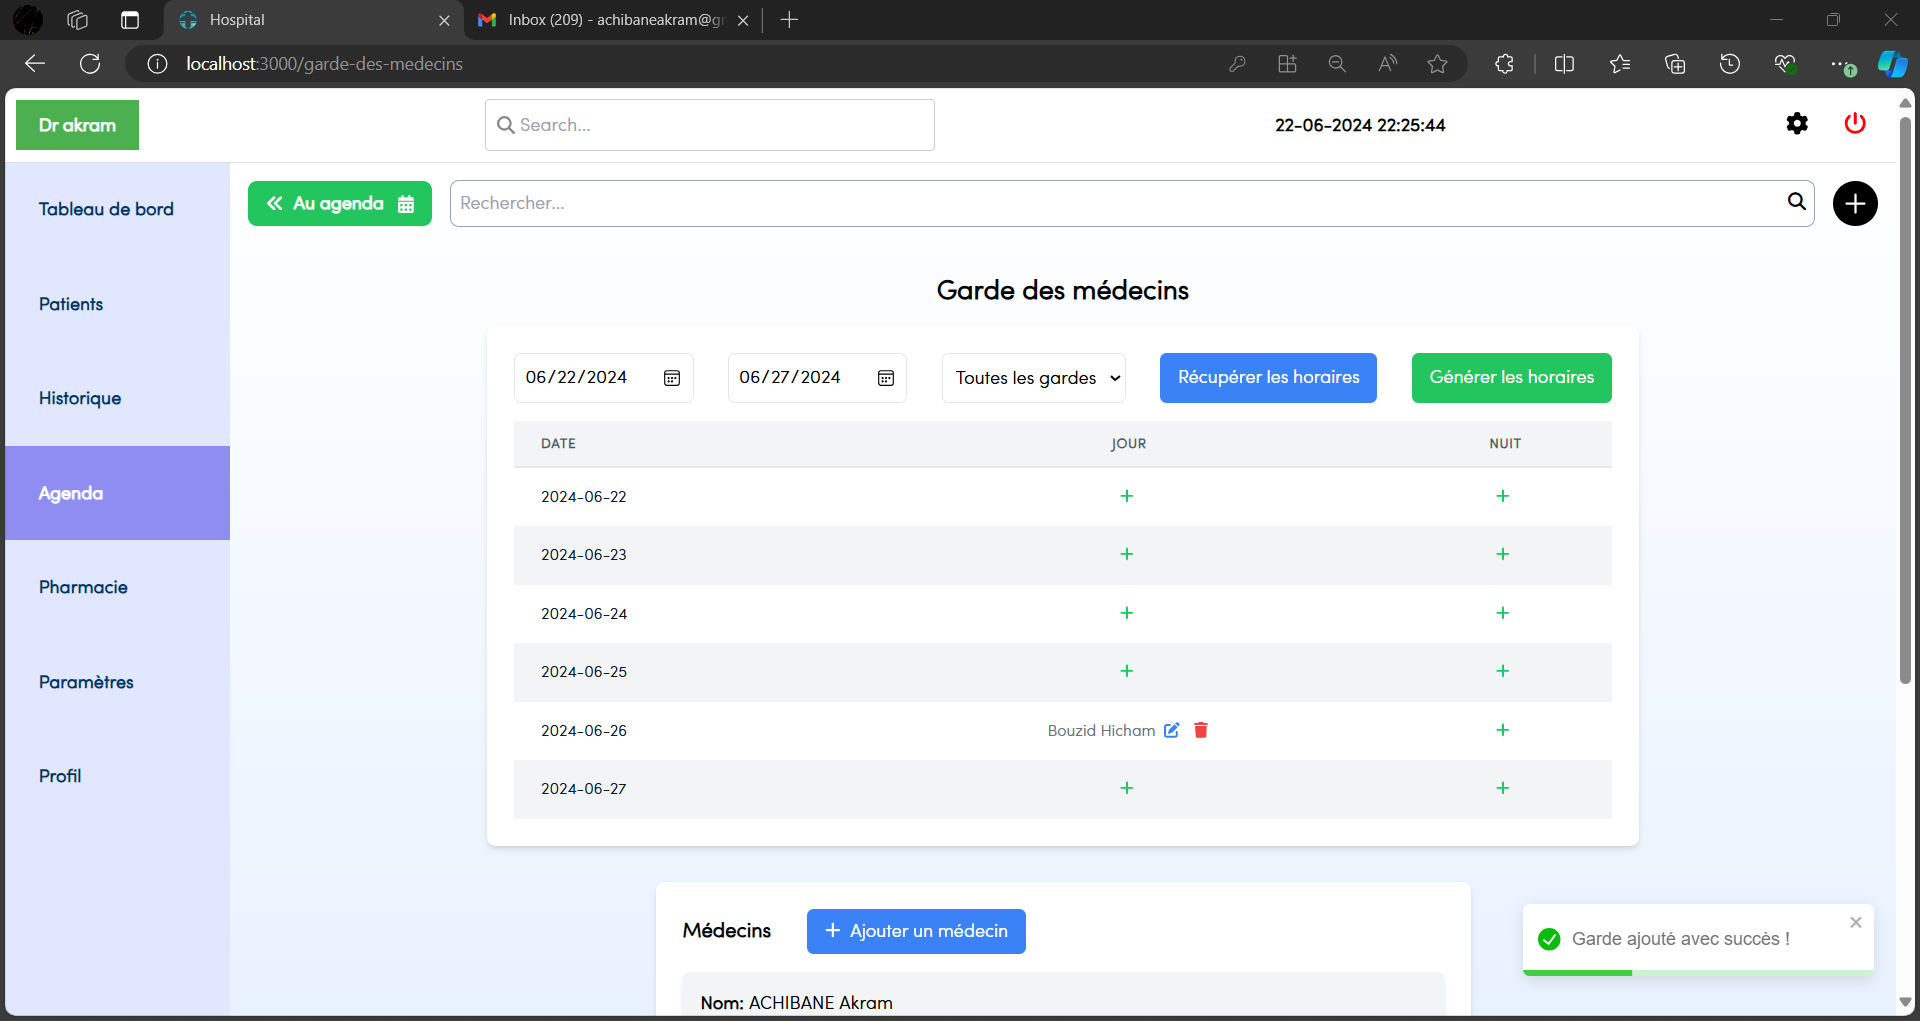 Hospital
Inbox (209) - achibaneakram@gr
localhost:3000/garde-des-medecins
Dr akram
Search...
22-06-2024 22:25:44
Tableau de bord
Patients
Historique
Agenda
Pharmacie
Paramètres
Profil
Au agenda
Rechercher...
Garde des médecins
06/22/2024
06/27/2024
Toutes les gardes
Récupérer les horaires
Générer les horaires
DATE JOUR NUIT
2024-06-22 + +
2024-06-23 + +
2024-06-24 + +
2024-06-25 + +
2024-06-26 Bouzid Hicham +
2024-06-27 + +
Médecins
+ Ajouter un médecin
Nom: ACHIBANE Akram
Garde ajouté avec succès !